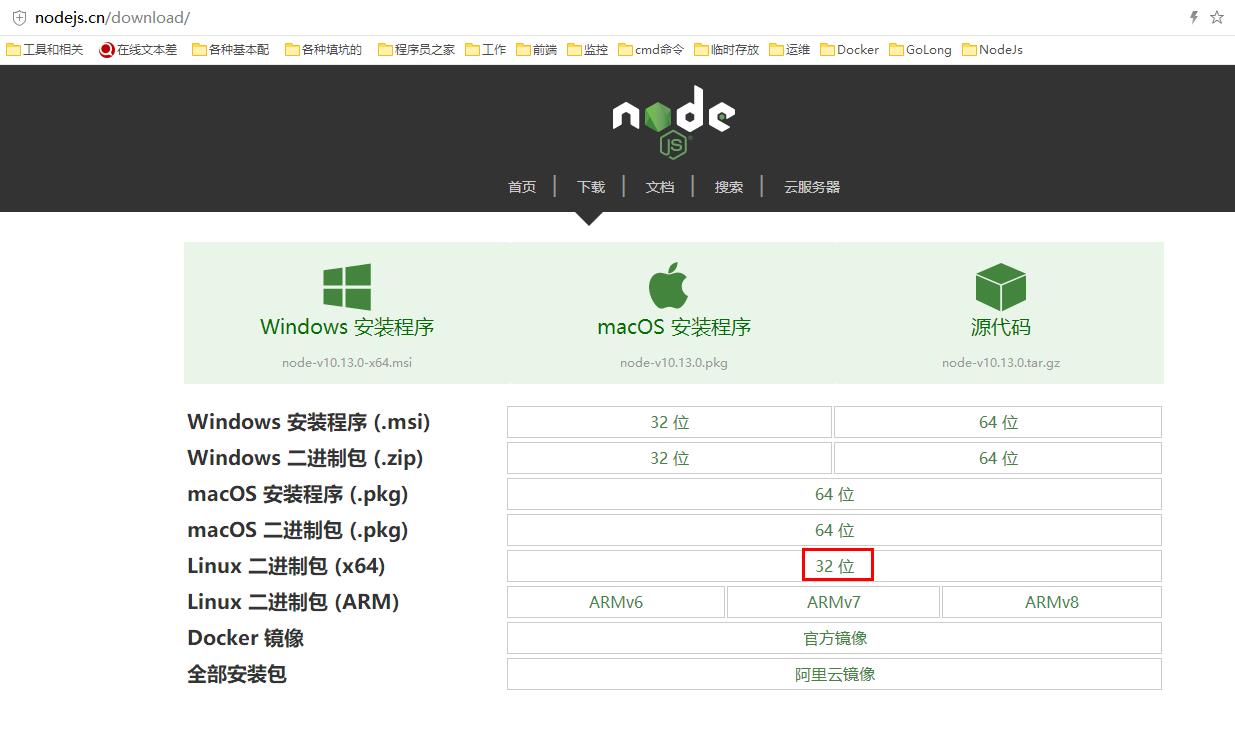 nodejs.cn/download/
工具和相关 在线文本差 各种基本配 各种填坑的 程序员之家 工作 前端 监控 cmd命令 临时存放 运维 Docker GoLong NodeJs
node
JS
首页 下载 文档 搜索 云服务器
Windows 安装程序 macOS 安装程序 源代码
node-v10.13.0-x64.msi node-v10.13.0.pkg node-v10.13.0.tar.gz
Windows 安装程序 (.msi) 32 位 64 位
Windows 二进制包 (.zip) 32 位 64 位
macOS 安装程序 (.pkg) 64 位
macOS 二进制包 (.pkg) 64 位
Linux 二进制包 (x64) 32 位
Linux 二进制包 (ARM) ARMv6 ARMv7 ARMv8
Docker 镜像 官方镜像
全部安装包 阿里云镜像